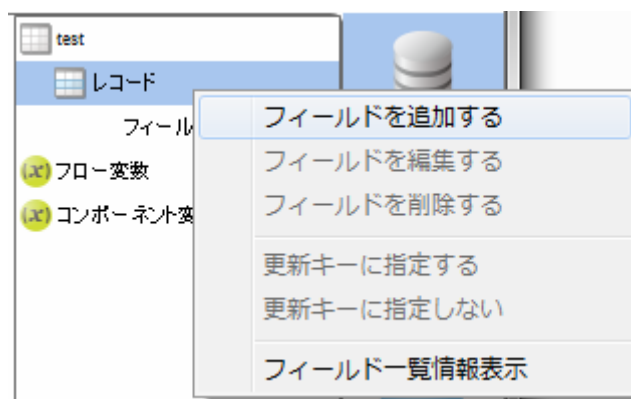 test
レコード
フィール
(x) フロー変数
(x) コンポーネント変
フィールドを追加する
フィールドを編集する
フィールドを削除する
更新キーに指定する
更新キーに指定しない
フィールド一覧情報表示